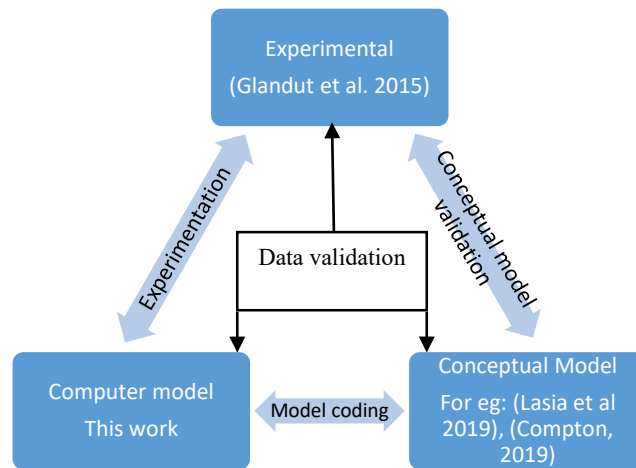 Experimental
(Glandut et al. 2015)
Experimentation
Conceptual model
validation
Data validation
Computer model
This work
Model coding
Conceptual Model
For eg: (Lasia et al
2019), (Compton,
2019)